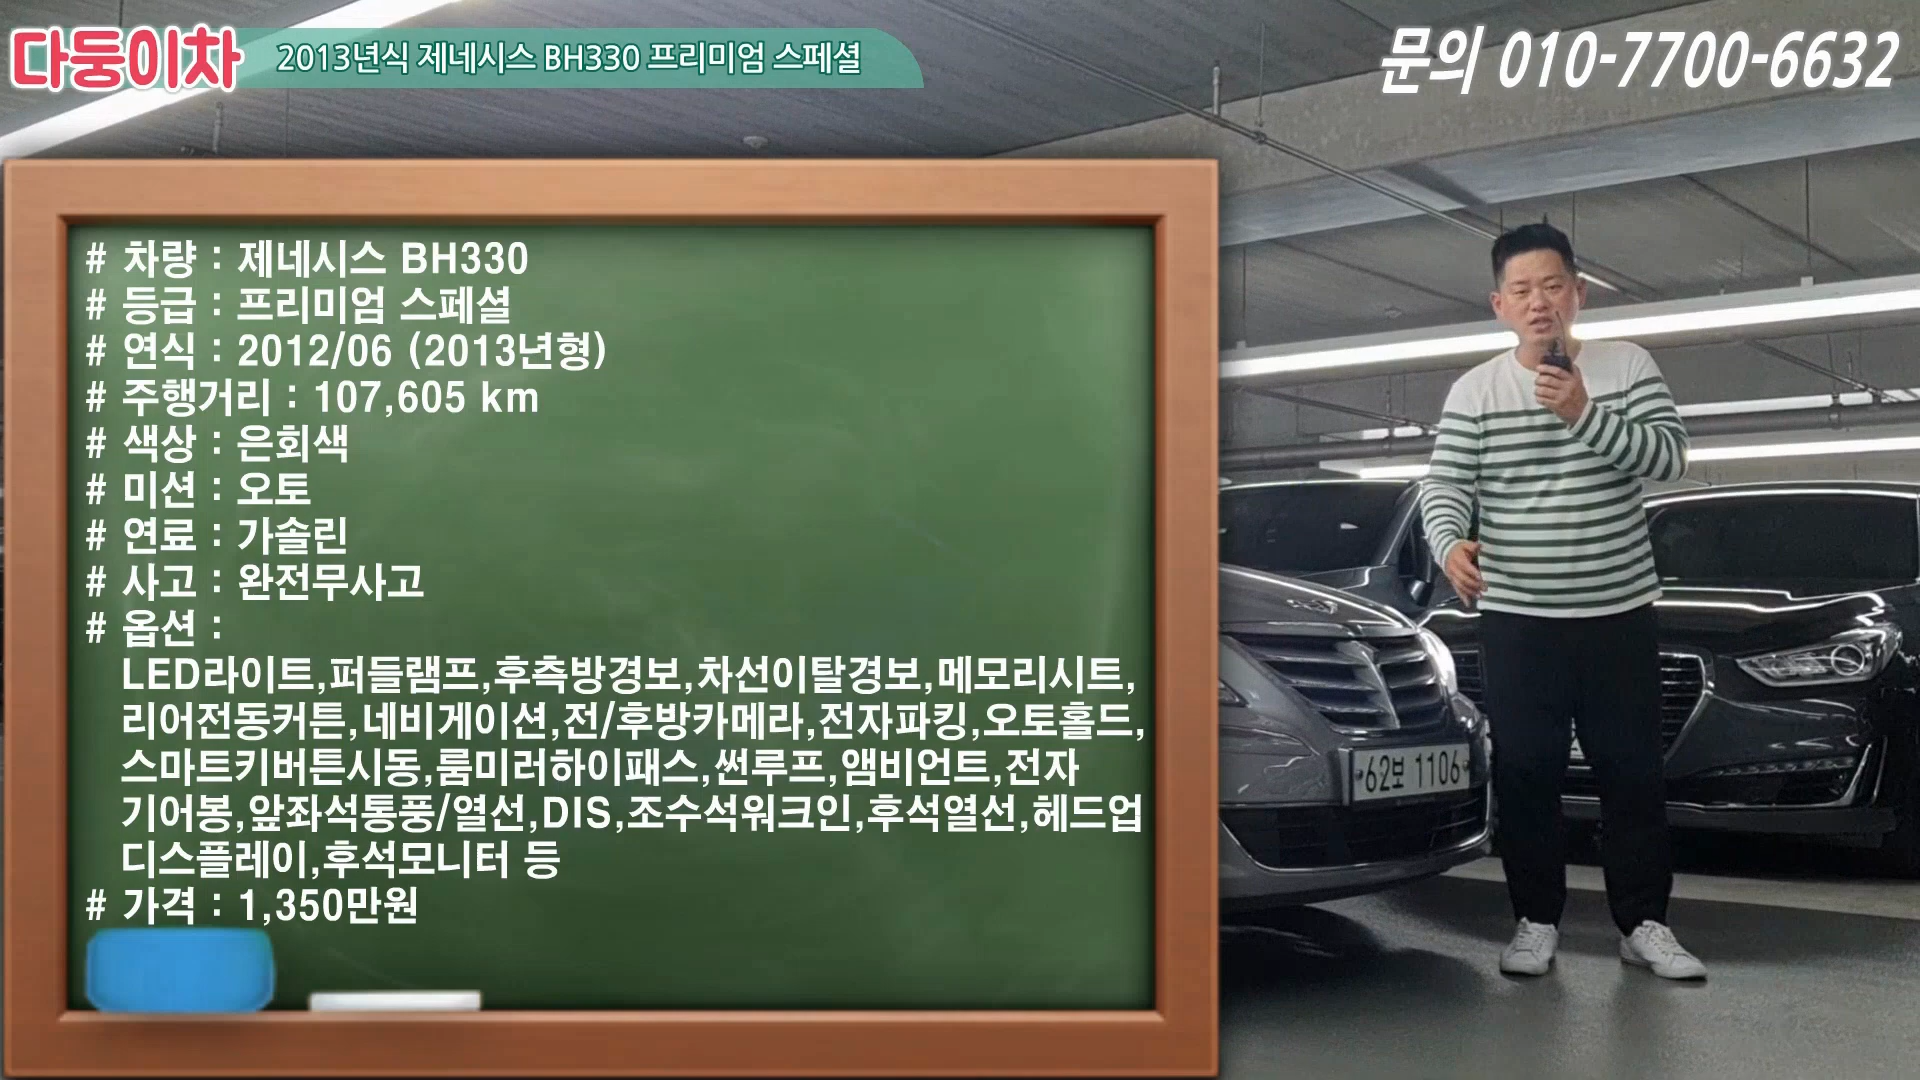 다둥이차
2013년식 제네시스 BH330 프리미엄 스페셜
문의 010-7700-6632
# 차량 : 제네시스 BH330
# 등급 : 프리미엄 스페셜
# 연식 : 2012/06 (2013년형)
# 주행거리 : 107,605 km
# 색상 : 은회색
# 미션 : 오토
# 연료 : 가솔린
# 사고 : 완전무사고
# 옵션 :
LED라이트,퍼들램프,후측방경보,차선이탈경보,메모리시트,
리어전동커튼,네비게이션,전/후방카메라,전자파킹,오토홀드,
스마트키버튼시동,룸미러하이패스,썬루프,앰비언트,전자
기어봉,앞좌석통풍/열선,DIS,조수석워크인,후석열선,헤드업
디스플레이,후석모니터 등
# 가격 : 1,350만원
62보 1106